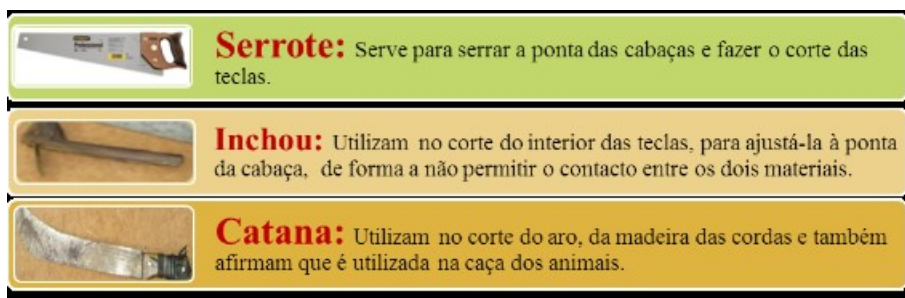 Serrote: Serve para serrar a ponta das cabaças e fazer o corte das
teclas.
Inchou: Utilizam no corte do interior das teclas, para ajustá-la à ponta
da cabaça, de forma a não permitir o contacto entre os dois materiais.
Catana: Utilizam no corte do aro, da madeira das cordas e também
afirmam que é utilizada na caça dos animais.